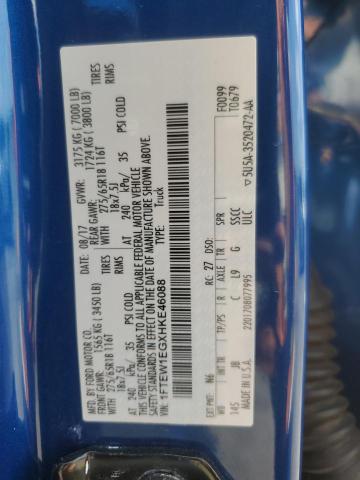 MFD. BY FORD MOTOR CO.
DATE: 08/17 GVWR: 3175 KG ( 7000 LB)
FRONT GAWR: 1565 KG ( 3450 LB) REAR GAWR: 1724 KG ( 3800 LB)
WITH 275/65R18 116T TIRES WITH 275/65R18 116T TIRES
18x7.5J RIMS 18x7.5J RIMS
AT 240 kPa/ 35 PSI COLD AT 240 kPa/ 35 PSI COLD
THIS VEHICLE CONFORMS TO ALL APPLICABLE FEDERAL MOTOR VEHICLE
SAFETY STANDARDS IN EFFECT ON THE DATE OF MANUFACTURE SHOWN ABOVE.
VIN: 1FTEW1EGXHKE46088
TYPE: Truck
F0099
T0679
EXT PNT: N6 RC: 27 DSO:
WB INT TR TP/PS R AXLE TR SPR
145 JB C L9 G SSCC
2201708077995 ULC
▽5U5A-3520472-AA